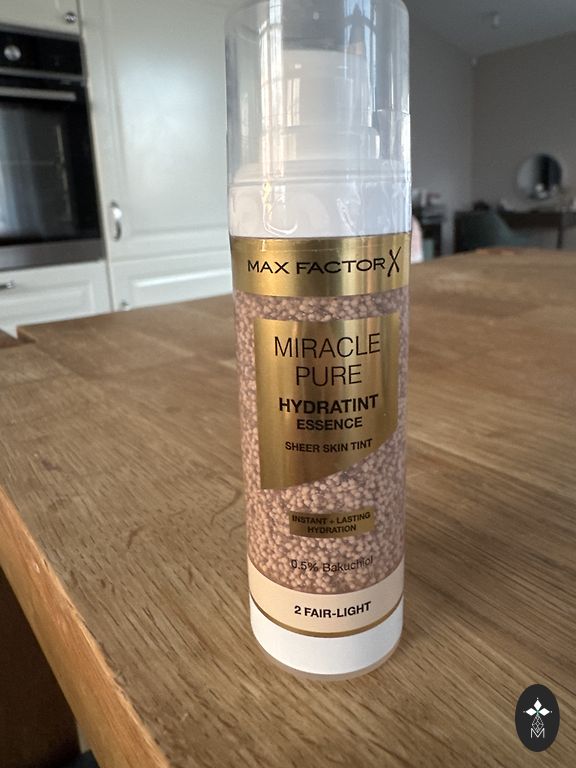 MAX FACTOR X
MIRACLE
PURE
HYDRATINT
ESSENCE
SHEER SKIN TINT
INSTANT + LASTING
HYDRATION
0.5% Bakuchiol
2 FAIR-LIGHT
M